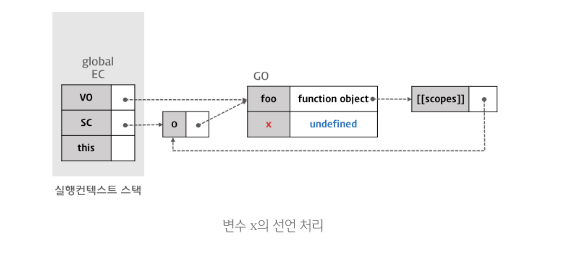 global
EC
GO
VO
foo
function object
[[scopes]]
SC
o
x
undefined
this
실행컨텍스트 스택
변수 x의 선언 처리